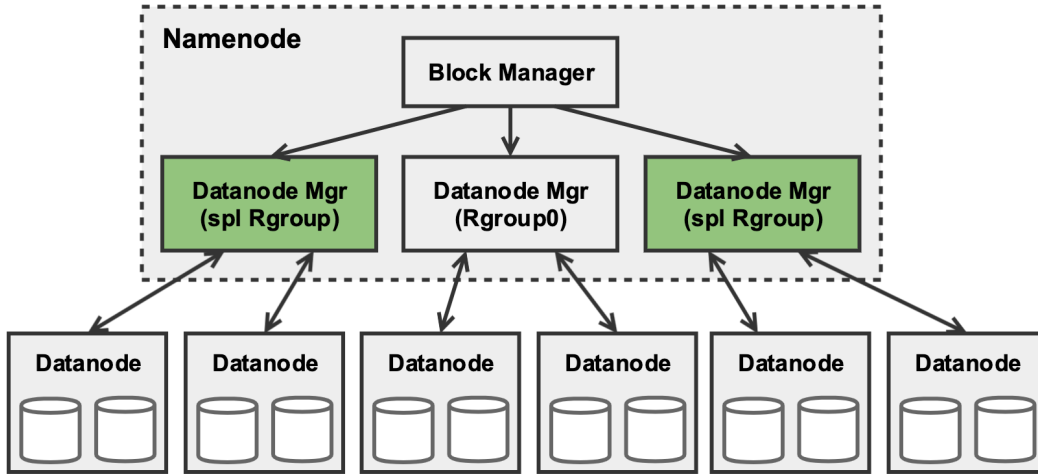 Namenode
Block Manager
Datanode Mgr
(spl Rgroup)
Datanode Mgr
(Rgroup0)
Datanode Mgr
(spl Rgroup)
Datanode
Datanode
Datanode
Datanode
Datanode
Datanode